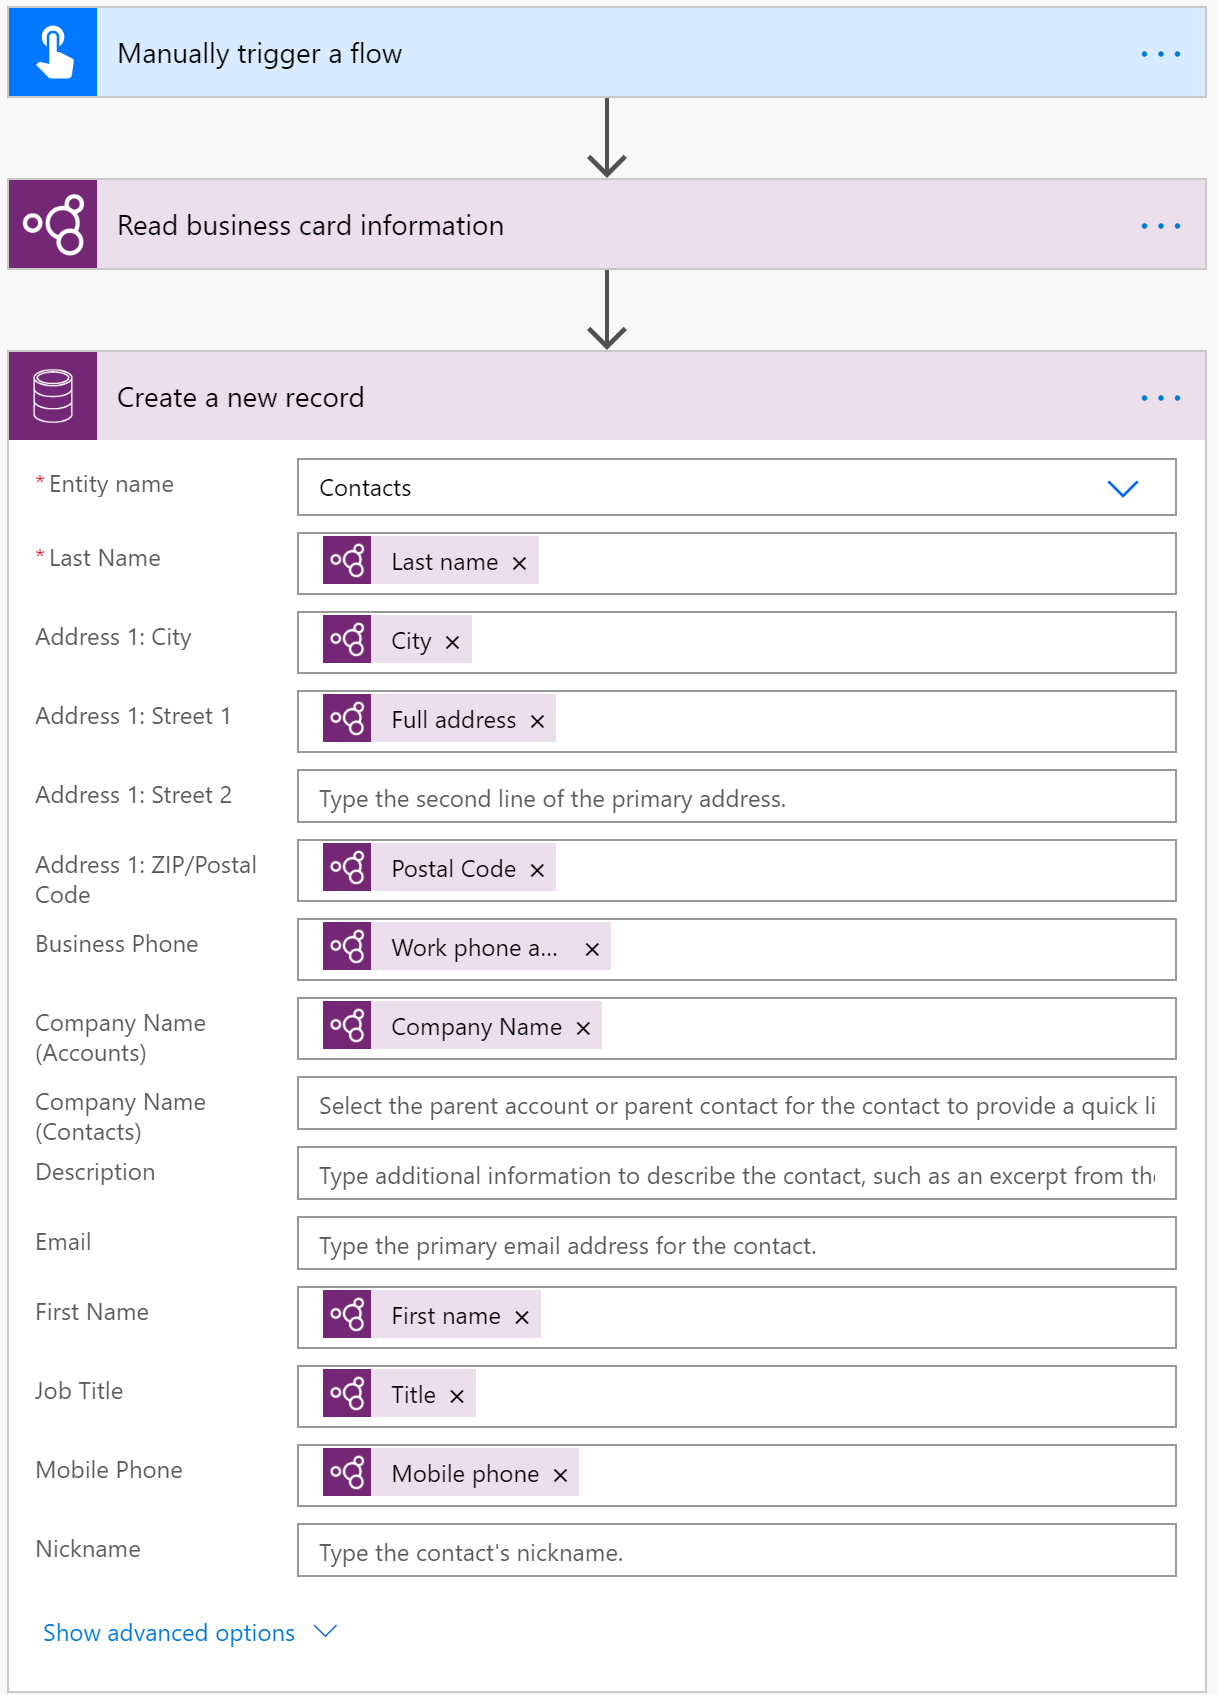 Manually trigger a flow
Read business card information
Create a new record
* Entity name
Contacts
* Last Name
Last name ×
Address 1: City
City ×
Address 1: Street 1
Full address ×
Address 1: Street 2
Type the second line of the primary address.
Address 1: ZIP/Postal
Code
Postal Code ×
Business Phone
Work phone a... ×
Company Name
(Accounts)
Company Name ×
Company Name
(Contacts)
Select the parent account or parent contact for the contact to provide a quick li
Description
Type additional information to describe the contact, such as an excerpt from the
Email
Type the primary email address for the contact.
First Name
First name ×
Job Title
Title ×
Mobile Phone
Mobile phone ×
Nickname
Type the contact's nickname.
Show advanced options